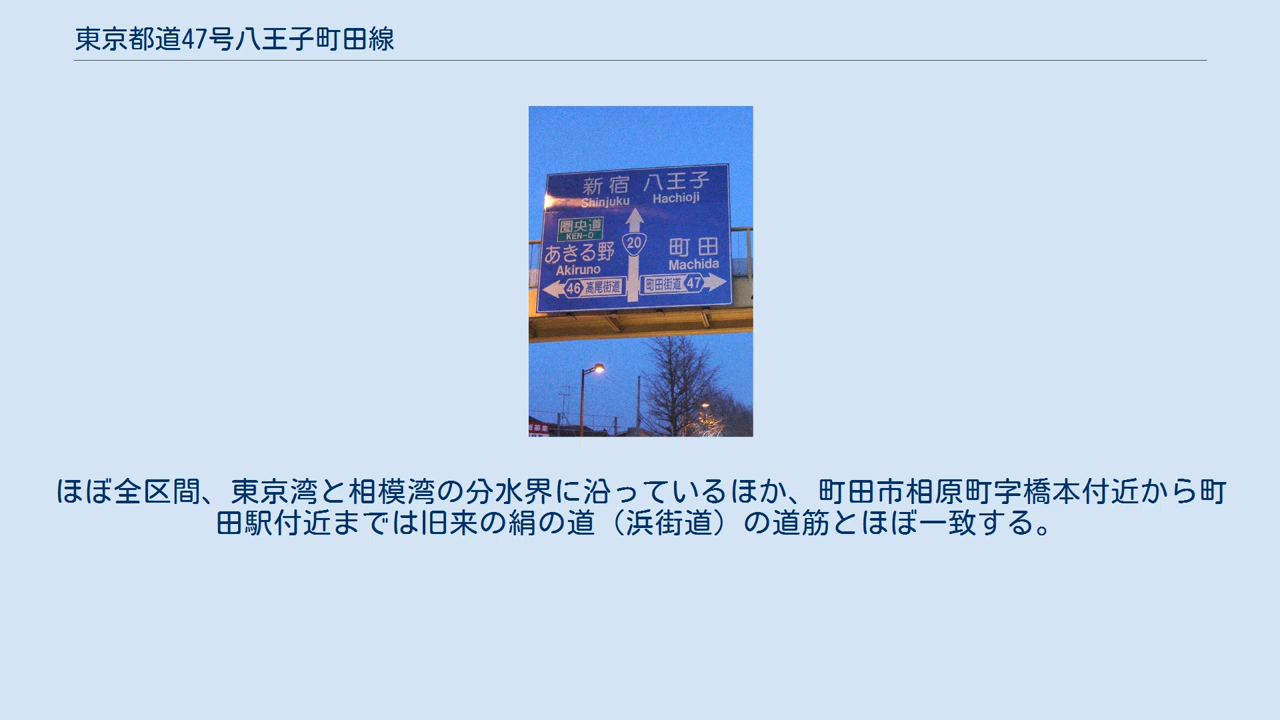 東京都道47号八王子町田線
新宿 八王子
Shinjuku Hachioji
圏央道
KEN-O
あきる野 20 町田
Akiruno Machida
46 高尾街道 町田街道 47
ほぼ全区間、東京湾と相模湾の分水界に沿っているほか、町田市相原町字橋本付近から町
田駅付近までは旧来の絹の道（浜街道）の道筋とほぼ一致する。